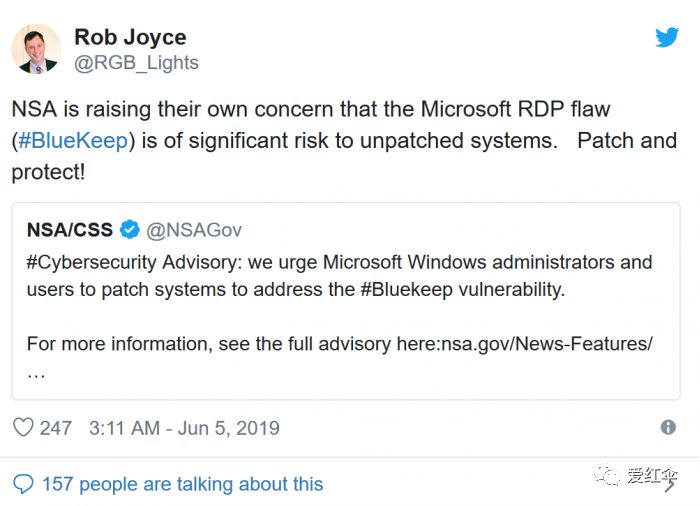 Rob Joyce
@RGB_Lights
NSA is raising their own concern that the Microsoft RDP flaw
(#BlueKeep) is of significant risk to unpatched systems.   Patch and
protect!
NSA/CSS @NSAGov
#Cybersecurity Advisory: we urge Microsoft Windows administrators and
users to patch systems to address the #Bluekeep vulnerability.
For more information, see the full advisory here:nsa.gov/News-Features/
…
247 3:11 AM - Jun 5, 2019
157 people are talking about this
爱红伞